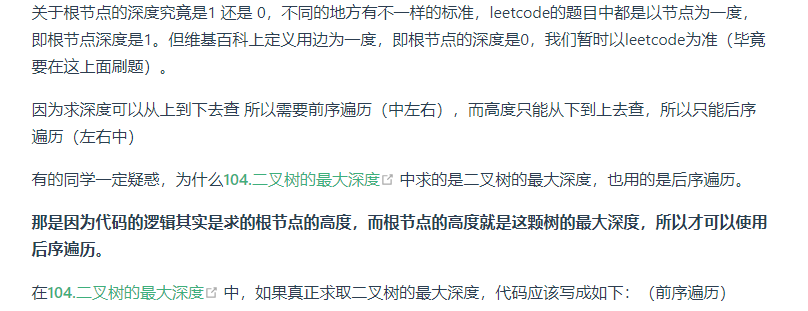 关于根节点的深度究竟是1 还是 0，不同的地方有不一样的标准，leetcode的题目中都是以节点为一度，
即根节点深度是1。但维基百科上定义用边为一度，即根节点的深度是0，我们暂时以leetcode为准（毕竟
要在这上面刷题）。
因为求深度可以从上到下去查 所以需要前序遍历（中左右），而高度只能从下到上去查，所以只能后序
遍历（左右中）
有的同学一定疑惑，为什么104.二叉树的最大深度 中求的是二叉树的最大深度，也用的是后序遍历。
那是因为代码的逻辑其实是求的根节点的高度，而根节点的高度就是这颗树的最大深度，所以才可以使用
后序遍历。
在104.二叉树的最大深度 中，如果真正求取二叉树的最大深度，代码应该写成如下：（前序遍历）